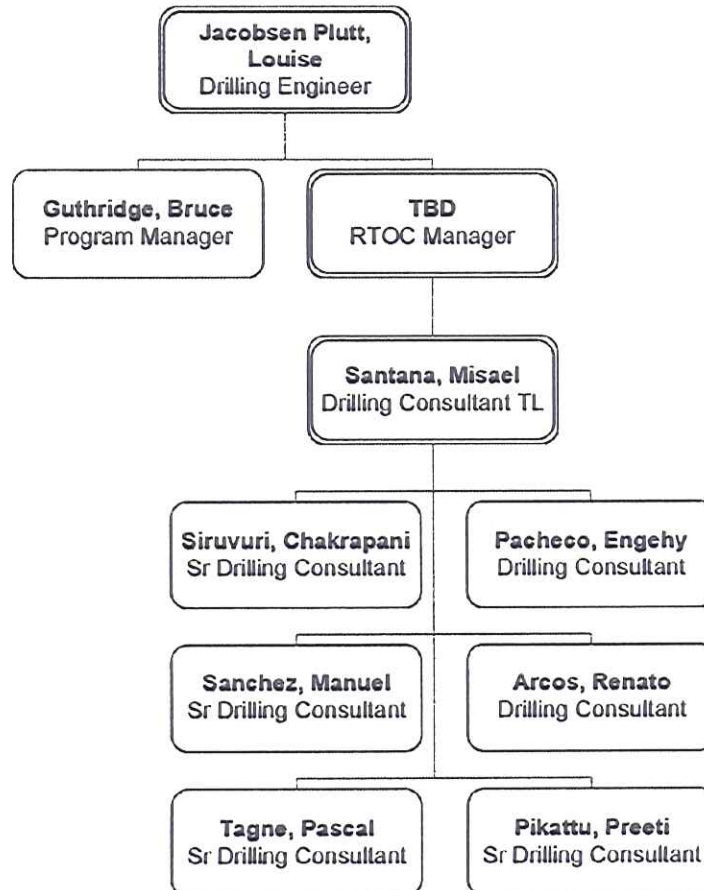 Jacobsen Plutt,
Louise
Drilling Engineer
Guthridge, Bruce
Program Manager
TBD
RTOC Manager
Santana, Misael
Drilling Consultant TL
Siruvuri, Chakrapani
Sr Drilling Consultant
Pacheco, Engehy
Drilling Consultant
Sanchez, Manuel
Sr Drilling Consultant
Arcos, Renato
Drilling Consultant
Tagne, Pascal
Sr Drilling Consultant
Pikattu, Preeti
Sr Drilling Consultant